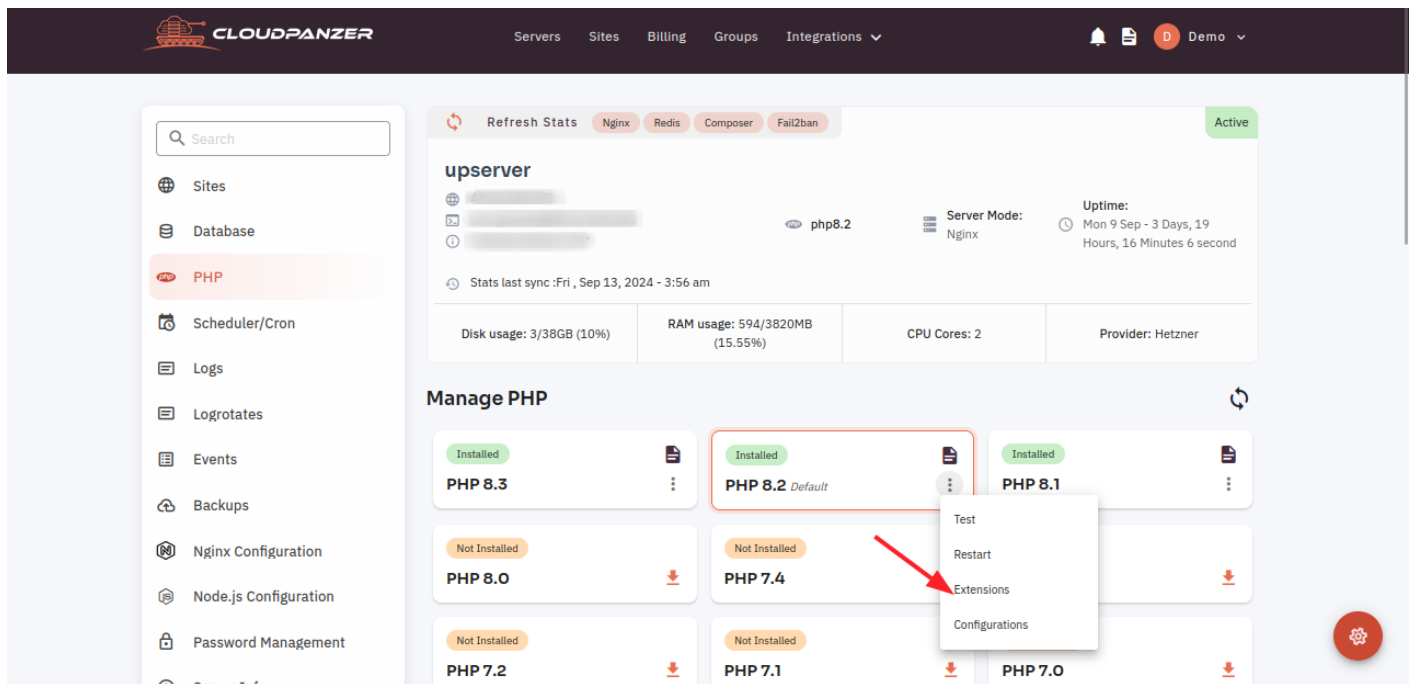 CLOUDPANZER
Servers Sites Billing Groups Integrations
D Demo
Search
Sites
Database
PHP
Scheduler/Cron
Logs
Logrotates
Events
Backups
Nginx Configuration
Node.js Configuration
Password Management
Refresh Stats Nginx Redis Composer Fail2ban
Active
upserver
php8.2
Server Mode:
Nginx
Uptime:
Mon 9 Sep - 3 Days, 19
Hours, 16 Minutes 6 second
Stats last sync :Fri , Sep 13, 2024 - 3:56 am
Disk usage: 3/38GB (10%)
RAM usage: 594/3820MB
(15.55%)
CPU Cores: 2
Provider: Hetzner
Manage PHP
Installed
PHP 8.3
Installed
PHP 8.2 Default
Installed
PHP 8.1
Test
Restart
Extensions
Configurations
Not Installed
PHP 8.0
Not Installed
PHP 7.4
Not Installed
PHP 7.2
Not Installed
PHP 7.1
PHP 7.0